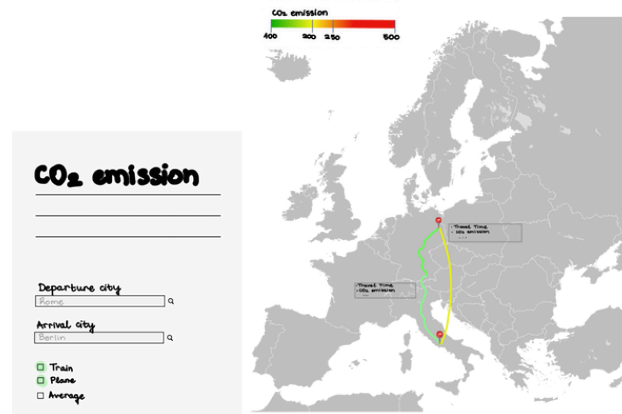 CO2 emission
400 200 250 500
CO2 emission
Departure city
Rome
Arrival city
Berlin
Train
Plane
Average
- Travel Time
- CO2 emission
...
- Travel Time
- CO2 emission
...